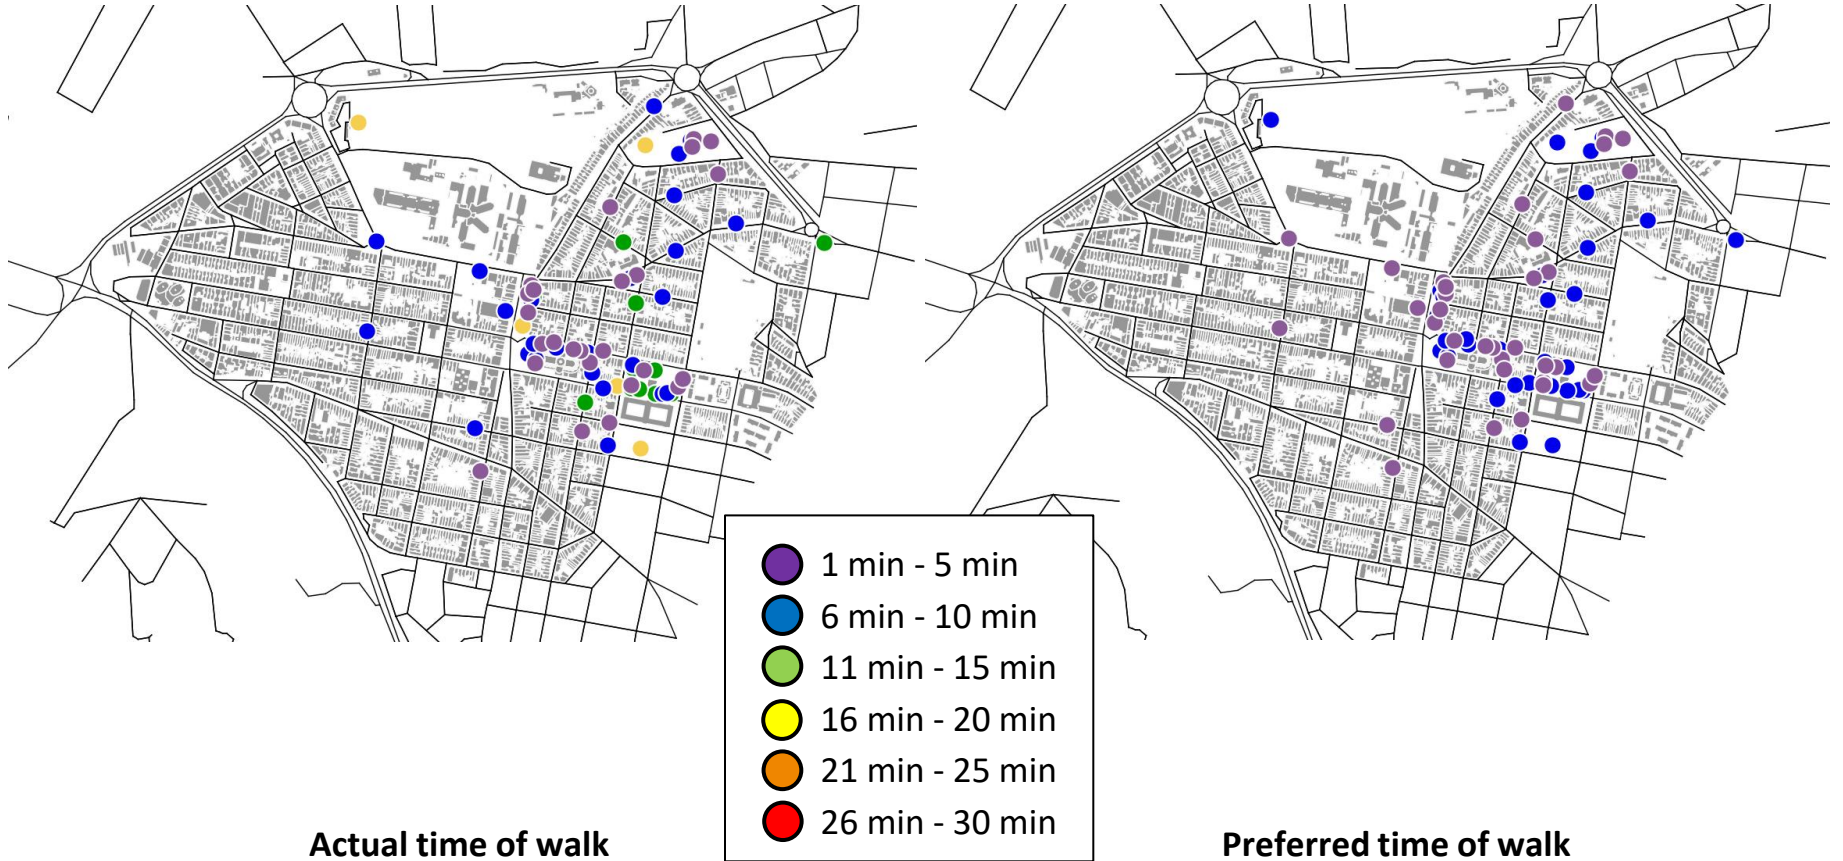 1 min - 5 min
6 min - 10 min
11 min - 15 min
16 min - 20 min
21 min - 25 min
26 min - 30 min
Actual time of walk
Preferred time of walk